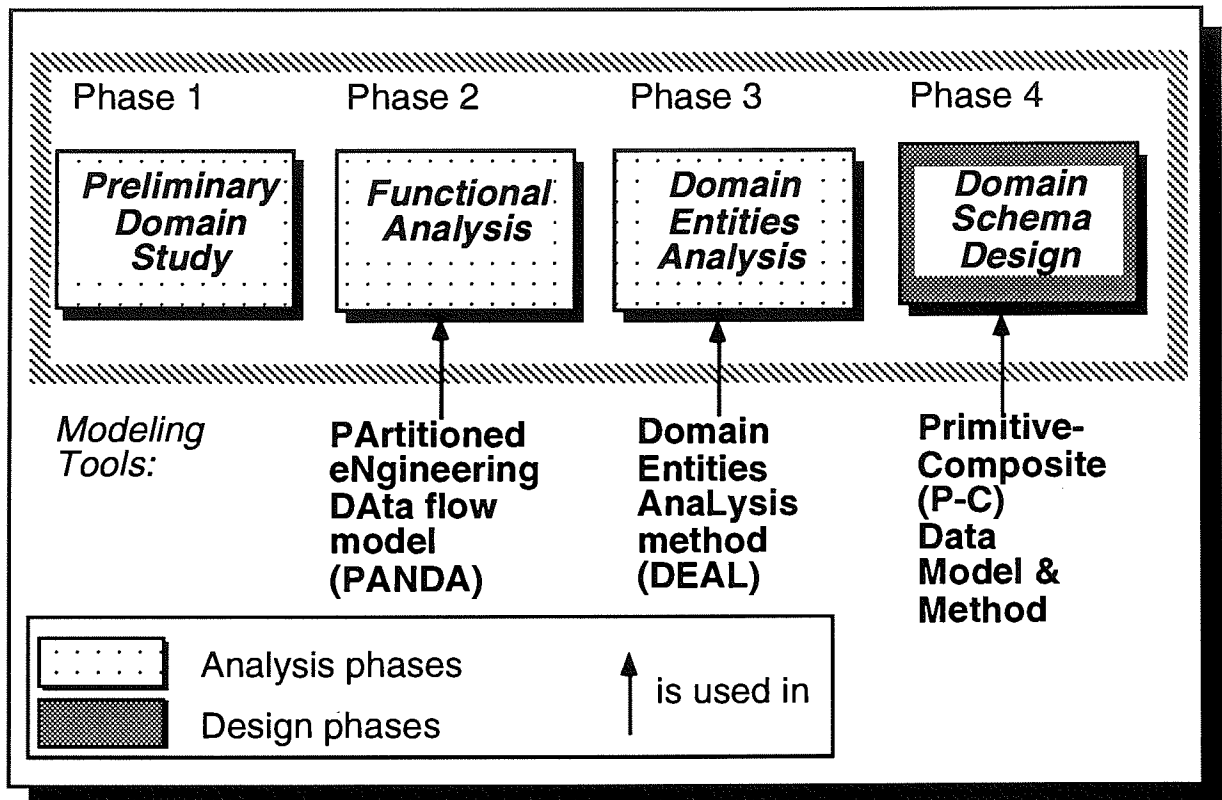 Phase 1
Phase 2
Phase 3
Phase 4
Preliminary
Domain
Study
Functional
Analysis
Domain
Entities
Analysis
Domain
Schema
Design
Modeling
Tools:
PArtitioned
eNgineering
DAta flow
model
(PANDA)
Domain
Entities
AnaLysis
method
(DEAL)
Primitive-
Composite
(P-C)
Data
Model &
Method
Analysis phases
Design phases
is used in